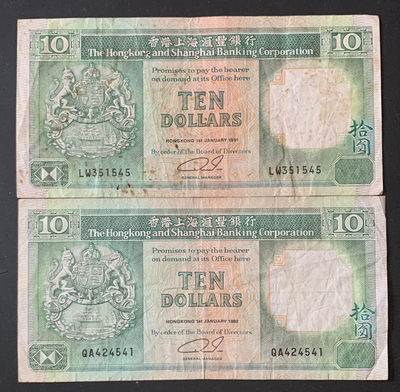 10 香港上海滙豐銀行 10
The Hongkong and Shanghai Banking Corporation
Promises to pay the bearer
on demand at its Office here
TEN
DOLLARS
HONGKONG 1ST JANUARY 1991
By order of the Board of Directors
GENERAL MANAGER
拾圓
LW351545 LW351545
10 香港上海滙豐銀行 10
The Hongkong and Shanghai Banking Corporation
Promises to pay the bearer
on demand at its Office here
TEN
DOLLARS
HONGKONG 1ST JANUARY 1992
By order of the Board of Directors
GENERAL MANAGER
拾圓
QA424541 QA424541